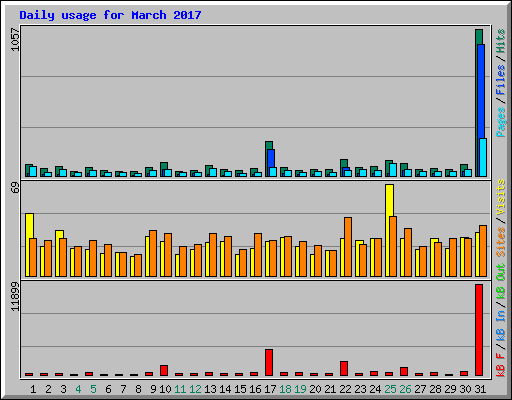 Daily usage for March 2017
1057
Pages / Files / Hits
69
Sites / Visits
11899
kB F / kB In / kB Out
1 2 3 4 5 6 7 8 9 10 11 12 13 14 15 16 17 18 19 20 21 22 23 24 25 26 27 28 29 30 31